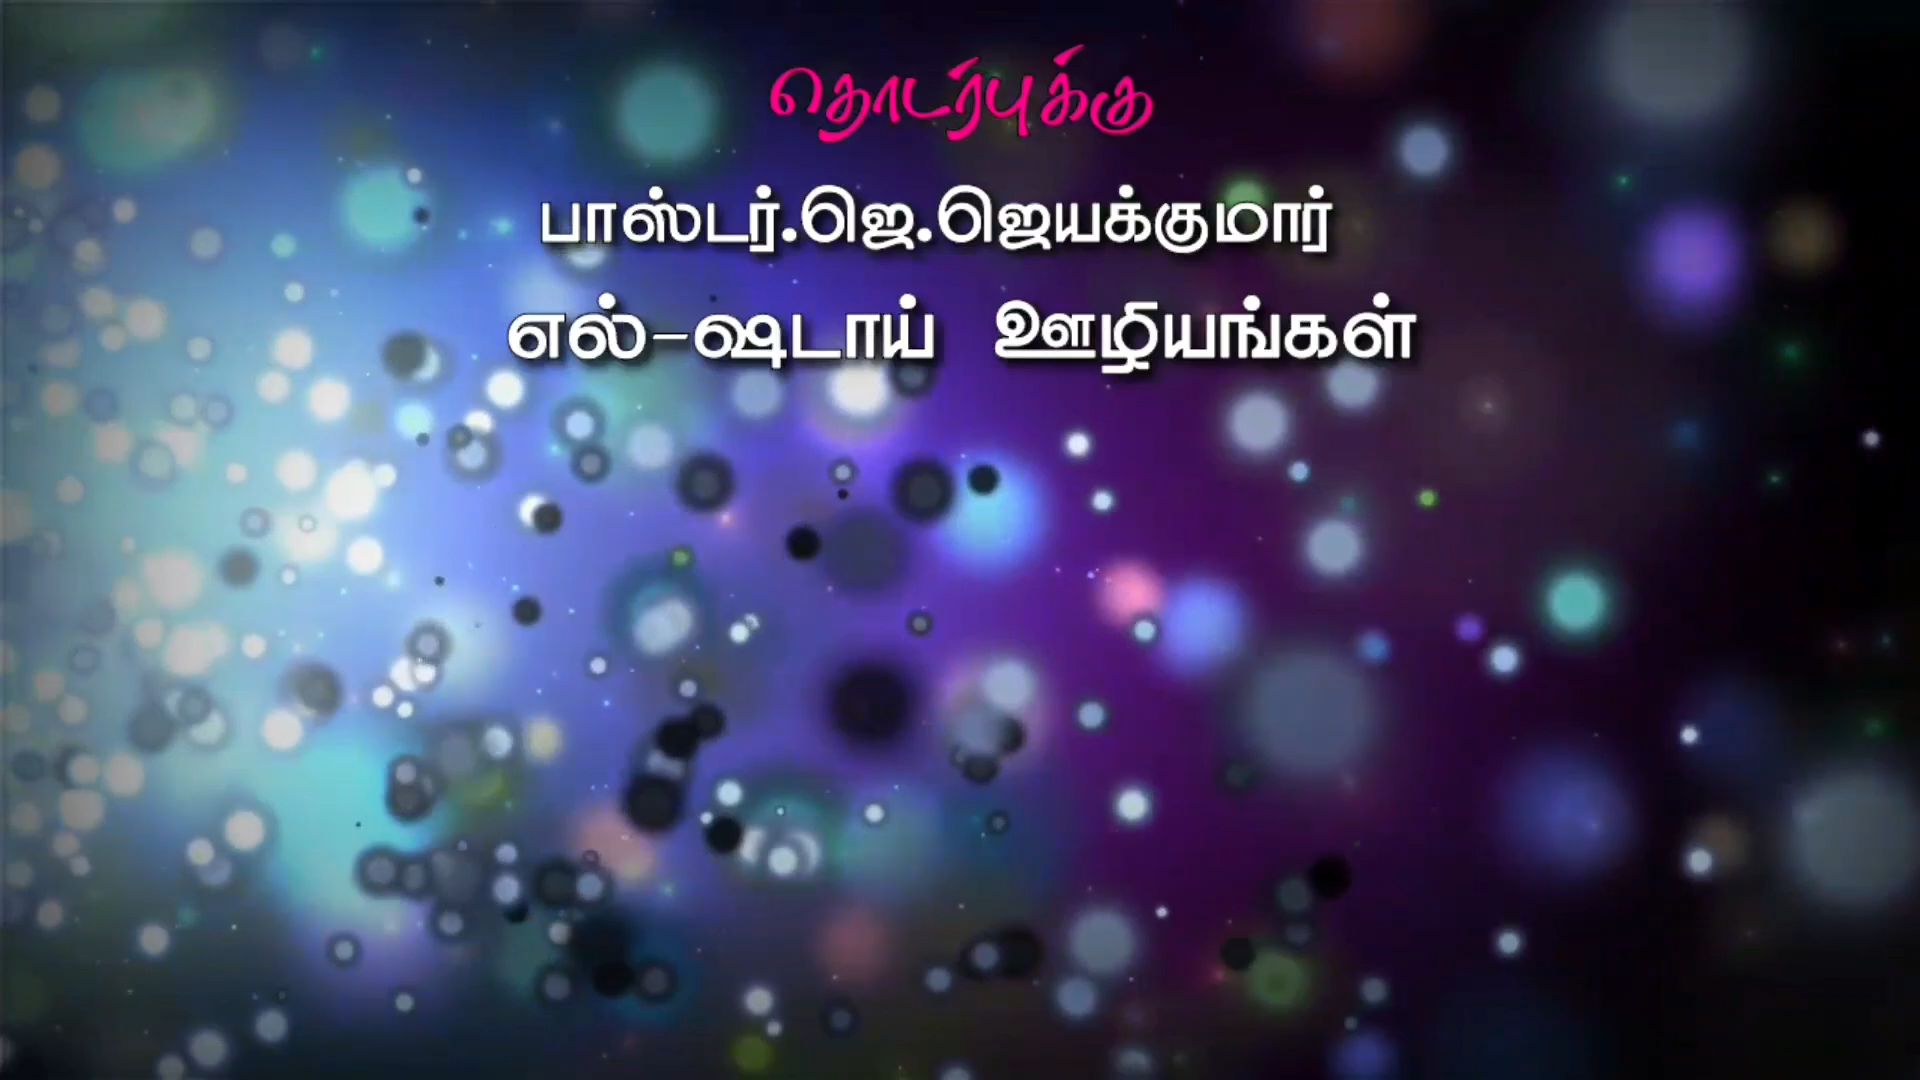 தொடர்புக்கு
பாஸ்டர்.ஜெ.ஜெயக்குமார்
எல்-ஷடாய் ஊழியங்கள்